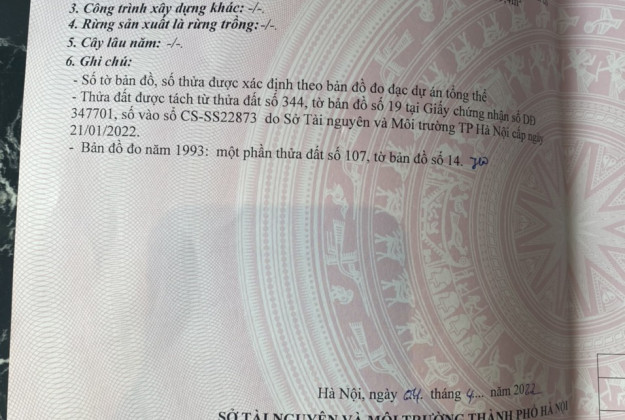 3. Công trình xây dựng khác: -/-.
4. Rừng sản xuất là rừng trồng: -/-.
5. Cây lâu năm: -/-.
6. Ghi chú:
- Số tờ bản đồ, số thửa được xác định theo bản đồ đo đạc dự án tổng thể
- Thửa đất được tách từ thửa đất số 344, tờ bản đồ số 19 tại Giấy chứng nhận số DĐ
347701, số vào sổ CS-SS22873 do Sở Tài nguyên và Môi trường TP Hà Nội cấp ngày
21/01/2022.
- Bản đồ đo năm 1993: một phần thửa đất số 107, tờ bản đồ số 14.
Hà Nội, ngày 04. tháng 4... năm 2022
SỞ TÀI NGUYÊN VÀ MÔI TRƯỜNG THÀNH PHỐ HÀ NỘI